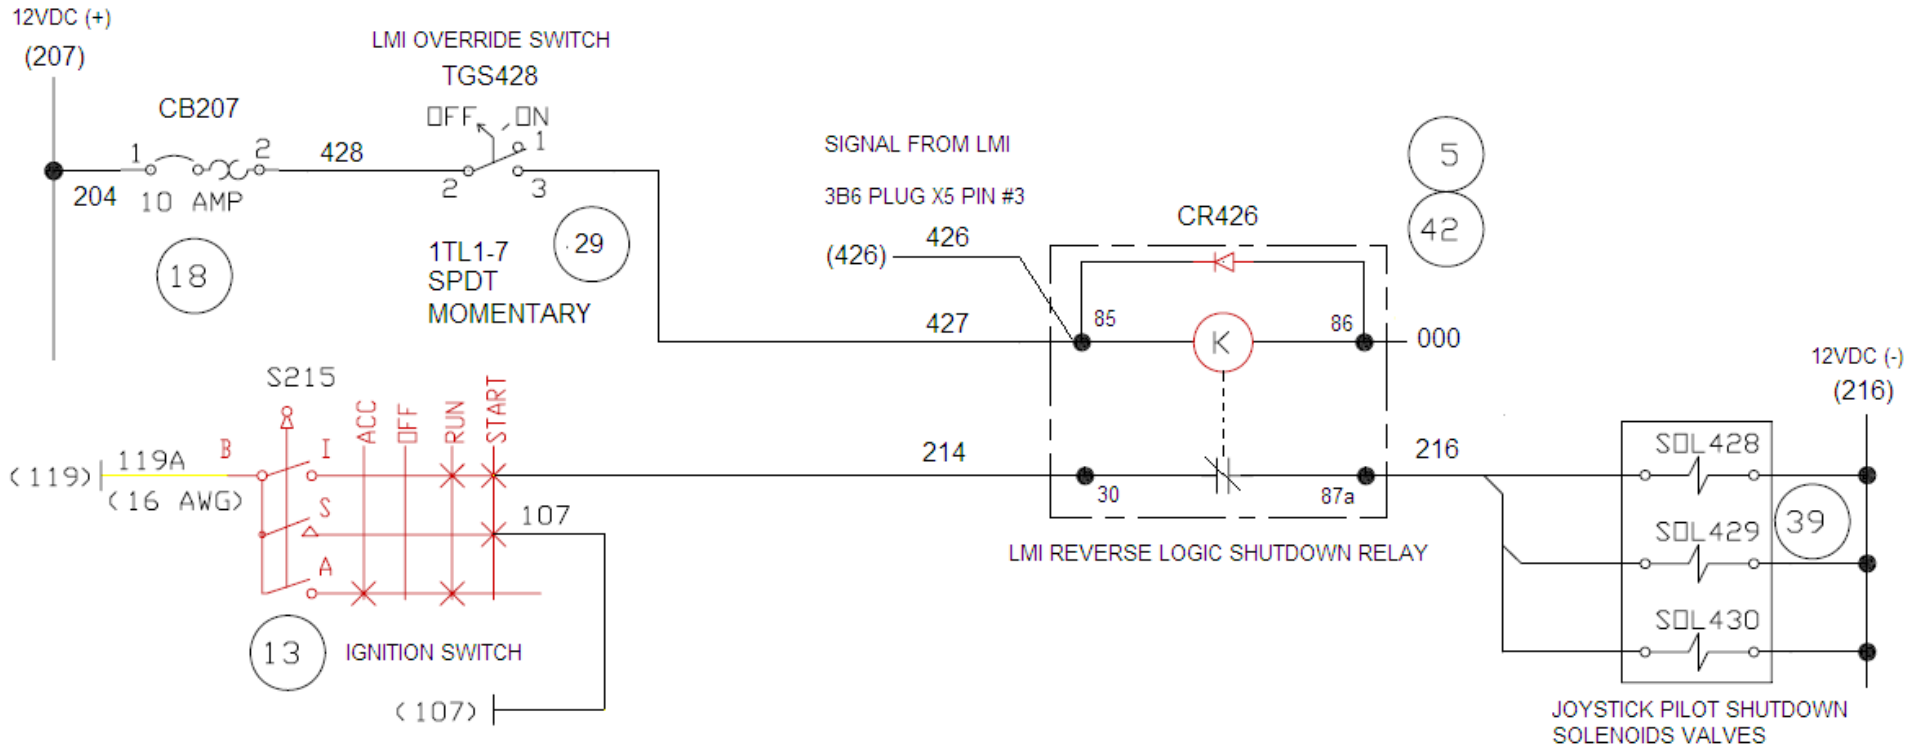 12VDC (+)
(207)
LMI OVERRIDE SWITCH
TGS428
CB207
OFF ON
1 2 428 2 1 3
204 10 AMP
18
1TL1-7
SPDT
MOMENTARY
29
SIGNAL FROM LMI
3B6 PLUG X5 PIN #3
(426) 426
427
CR426
5
42
85 K 86 000
214 30 87a 216
LMI REVERSE LOGIC SHUTDOWN RELAY
S215
ACC OFF RUN START
(119) 119A B I
(16 AWG) S 107
A
13 IGNITION SWITCH
(107)
12VDC (-)
(216)
SOL428
SOL429
39
SOL430
JOYSTICK PILOT SHUTDOWN
SOLENOIDS VALVES